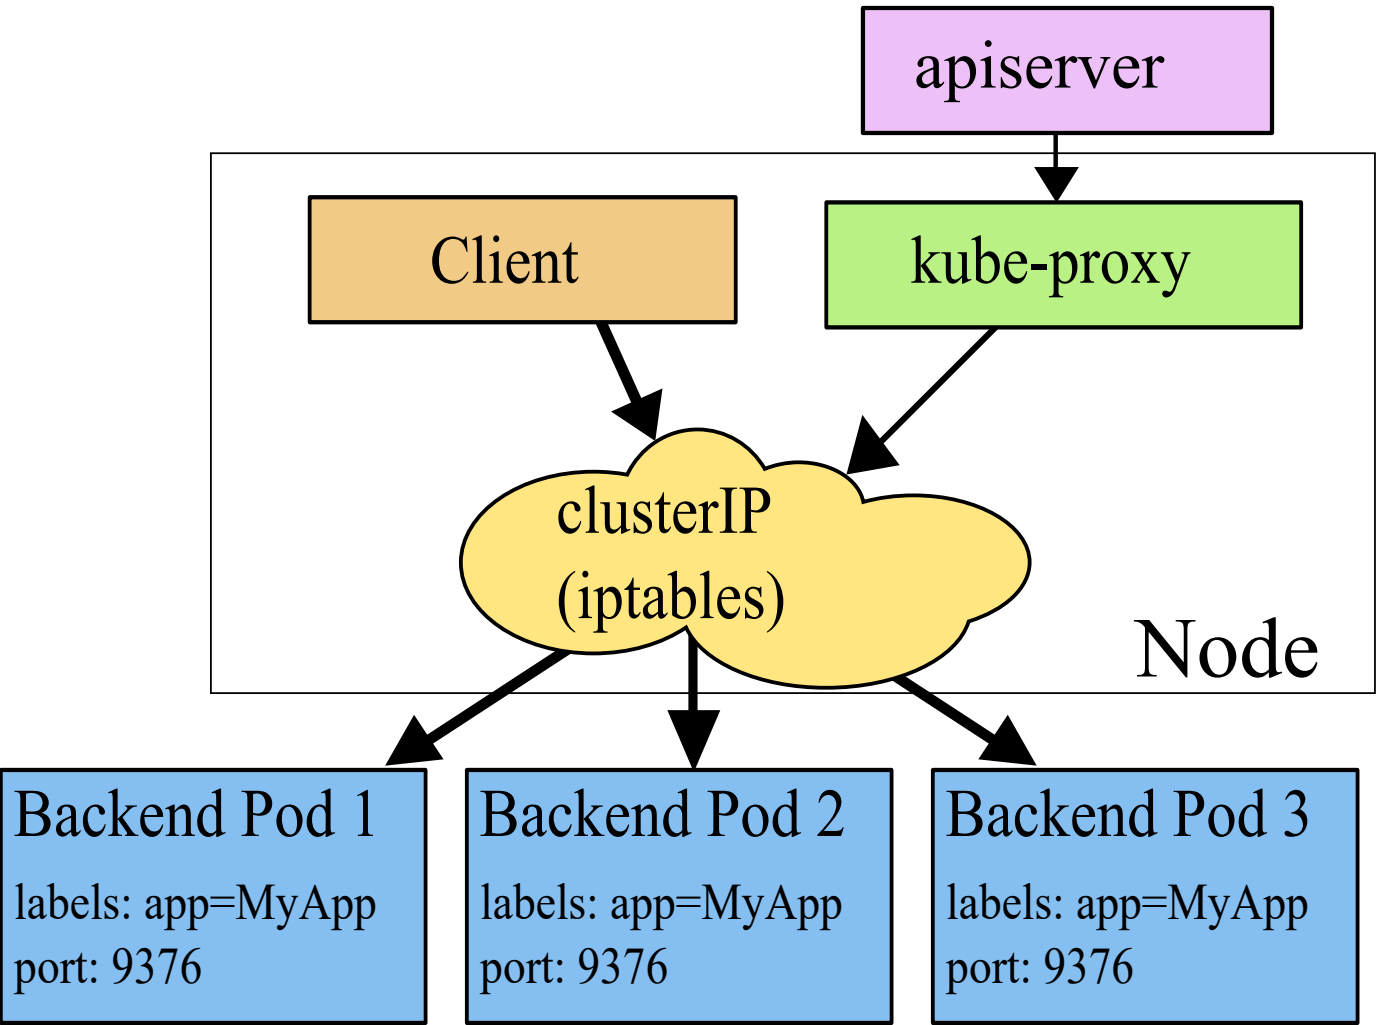 apiserver
Client
kube-proxy
clusterIP
(iptables)
Node
Backend Pod 1
labels: app=MyApp
port: 9376
Backend Pod 2
labels: app=MyApp
port: 9376
Backend Pod 3
labels: app=MyApp
port: 9376